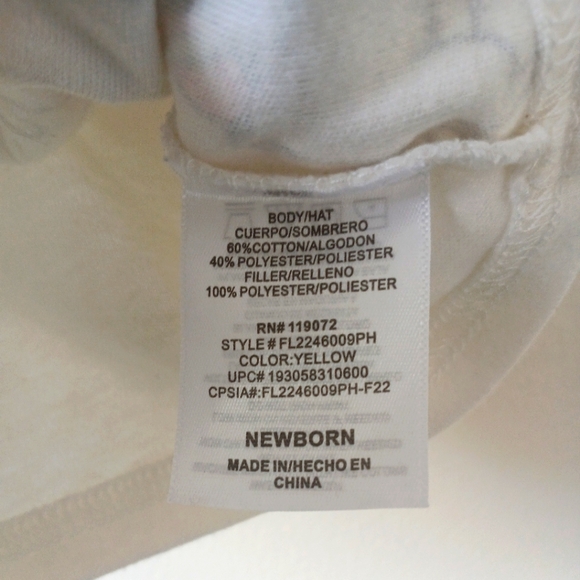 BODY/HAT
CUERPO/SOMBRERO
60%COTTON/ALGODON
40% POLYESTER/POLIESTER
FILLER/RELLENO
100% POLYESTER/POLIESTER
RN# 119072
STYLE # FL2246009PH
COLOR:YELLOW
UPC# 193058310600
CPSIA#:FL2246009PH-F22
NEWBORN
MADE IN/HECHO EN
CHINA